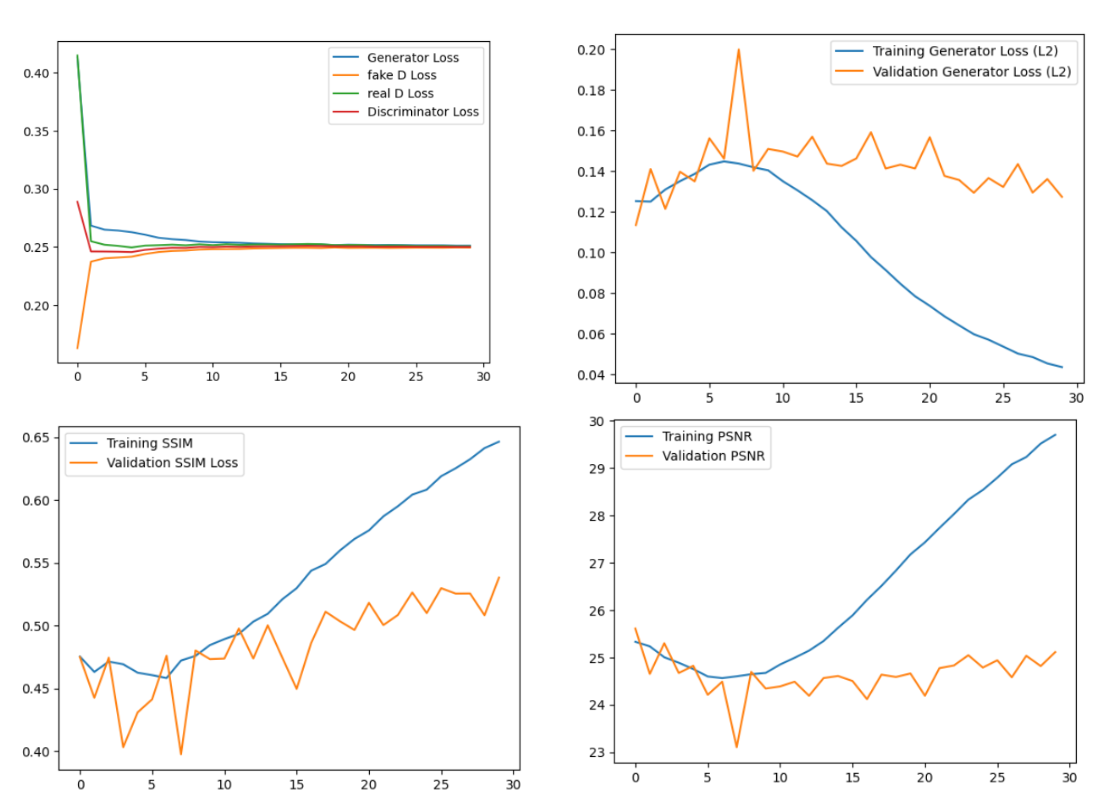 0.40
0.35
0.30
0.25
0.20
0 5 10 15 20 25 30
Generator Loss
fake D Loss
real D Loss
Discriminator Loss
0.20
0.18
0.16
0.14
0.12
0.10
0.08
0.06
0.04
0 5 10 15 20 25 30
Training Generator Loss (L2)
Validation Generator Loss (L2)
0.65
0.60
0.55
0.50
0.45
0.40
0 5 10 15 20 25 30
Training SSIM
Validation SSIM Loss
30
29
28
27
26
25
24
23
0 5 10 15 20 25 30
Training PSNR
Validation PSNR